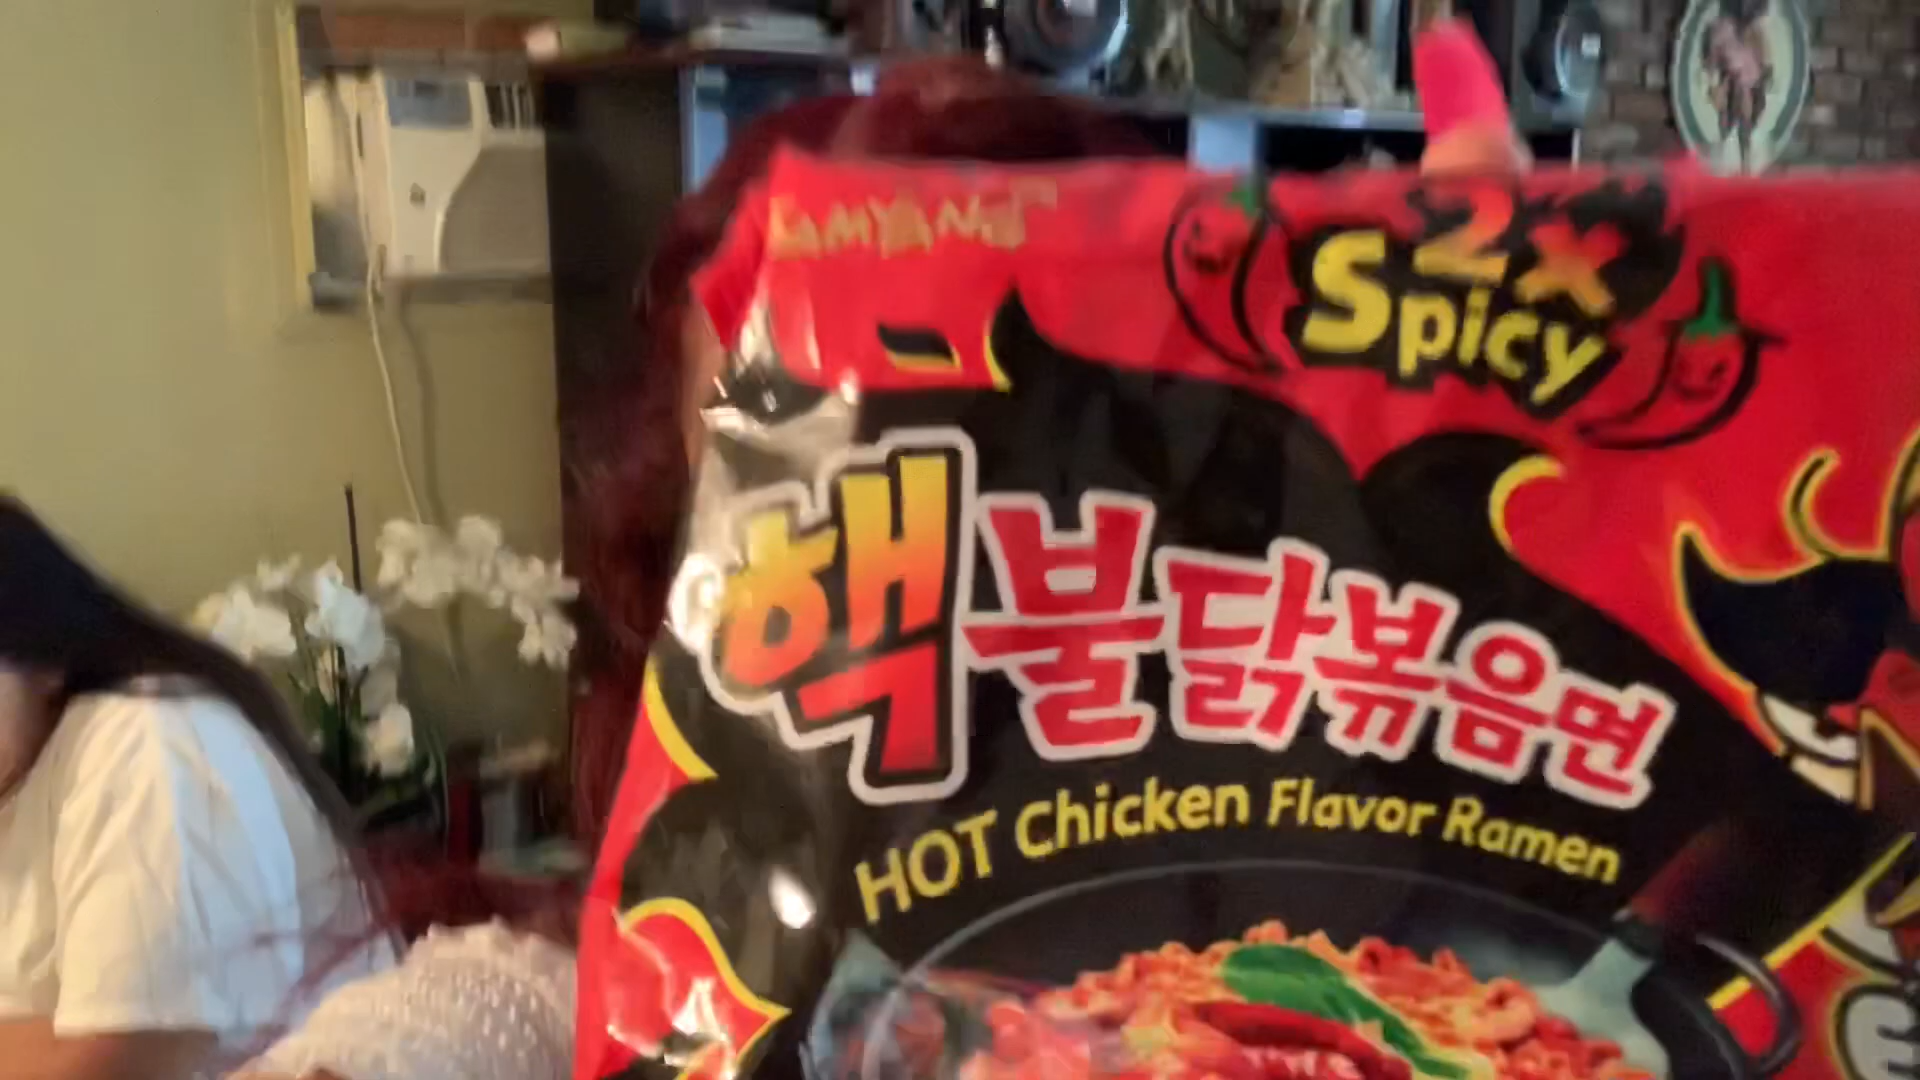 SAMYANG
2x
Spicy
핵불닭볶음면
HOT Chicken Flavor Ramen